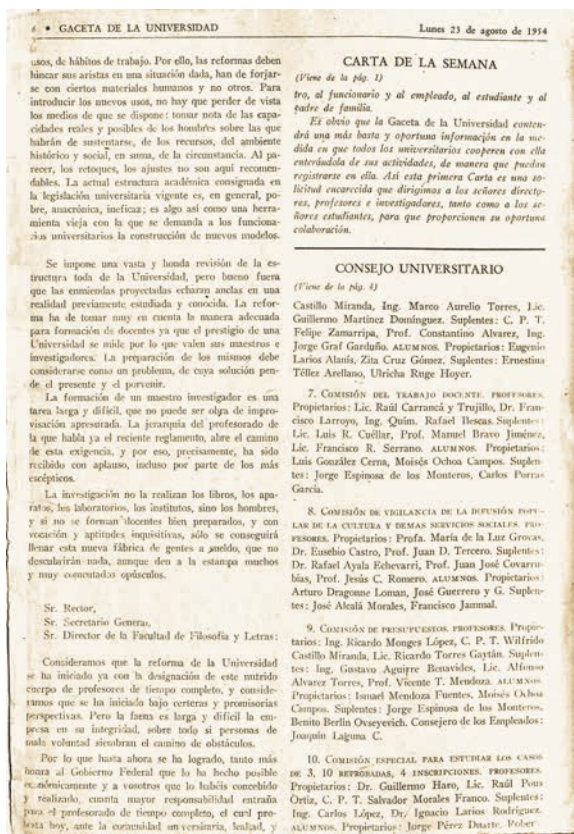 6 • GACETA DE LA UNIVERSIDAD
Lunes 23 de agosto de 1954
usos, de hábitos de trabajo. Por ello, las reformas deben
hincar sus aristas en una situación dada, han de forjar-
se con ciertos materiales humanos y no otros. Para
introducir los nuevos usos, no hay que perder de vista
los medios de que se dispone: tomar nota de las capa-
cidades reales y posibles de los hombres sobre las que
habrán de sustentarse, de los recursos, del ambiente
histórico y social, en suma, de la circunstancia. Al pa-
recer, los retoques, los ajustes no son aquí recomen-
dables. La actual estructura académica consignada en
la legislación universitaria vigente es, en general, po-
bre, anacrónica, ineficaz; es algo así como una herra-
mienta vieja con la que se demanda a los funciona-
rios universitarios la construcción de nuevos modelos.
Se impone una vasta y honda revisión de la es-
tructura toda de la Universidad, pero bueno fuera
que las enmiendas proyectadas echaran anclas en una
realidad previamente estudiada y conocida. La refor-
ma ha de tomar muy en cuenta la manera adecuada
para formación de docentes ya que el prestigio de una
Universidad se mide por lo que valen sus maestros e
investigadores. La preparación de los mismos debe
considerarse como un problema, de cuya solución pen-
de el presente y el porvenir.
La formación de un maestro investigador es una
tarea larga y difícil, que no puede ser obra de impro-
visación apresurada. La jerarquía del profesorado de
la que habla ya el reciente reglamento, abre el camino
de esta exigencia, y por eso, precisamente, ha sido
recibido con aplauso, incluso por parte de los más
escépticos.
La investigación no la realizan los libros, los apa-
ratos, los laboratorios, los institutos, sino los hombres,
y si no se forman docentes bien preparados, y con
vocación y aptitudes inquisitivas, sólo se conseguirá
llenar esta nueva fábrica de gentes a sueldo, que no
descularán nada, aunque den a la estampa muchos
y muy comentados opúsculos.
Sr. Rector,
Sr. Secretario General,
Sr. Director de la Facultad de Filosofía y Letras:
Consideramos que la reforma de la Universidad
se ha iniciado ya con la designación de este nutrido
cuerpo de profesores de tiempo completo, y conside-
ramos que se ha iniciado bajo certeras y promisorias
perspectivas. Pero la faena es larga y difícil la em-
presa en su integridad, sobre todo si personas de
mala voluntad siembran el camino de obstáculos.
Por lo que hasta ahora se ha logrado, tanto más
honra al Gobierno Federal que lo ha hecho posible
económicamente y a vosotros que lo habéis concebido
y realizado, cuanta mayor responsabilidad entraña
para el profesorado de tiempo completo, el cual pro-
testa hoy, ante la comunidad universitaria, lealtad, y
CARTA DE LA SEMANA
(Viene de la pág. 1)
tro, al funcionario y al empleado, al estudiante y al
padre de familia.
Es obvio que la Gaceta de la Universidad conten-
drá una más basta y oportuna información en la me-
dida en que todos los universitarios cooperen con ella
enterándola de sus actividades, de manera que puedan
registrarse en ella. Así esta primera Carta es una so-
licitud encarecida que dirigimos a los señores directo-
res, profesores e investigadores, tanto como a los se-
ñores estudiantes, para que proporcionen su oportuna
colaboración.
CONSEJO UNIVERSITARIO
(Viene de la pág. 4)
Castillo Miranda, Ing. Marco Aurelio Torres, Lic.
Guillermo Martínez Domínguez. Suplentes: C. P. T.
Felipe Zamarripa, Prof. Constantino Alvarez, Ing.
Jorge Graf Garduño. ALUMNOS. Propietarios: Eugenio
Larios Alanís, Zita Cruz Gómez. Suplentes: Ernestina
Téllez Arellano, Ulricha Ruge Hoyer.
7. COMISIÓN DEL TRABAJO DOCENTE. PROFESORES.
Propietarios: Lic. Raúl Carrancá y Trujillo, Dr. Fran-
cisco Larroyo, Ing. Quím. Rafael Illescas. Suplentes:
Lic. Luis R. Cuéllar, Prof. Manuel Bravo Jiménez,
Lic. Francisco R. Serrano. ALUMNOS. Propietarios:
Luis González Cerna, Moisés Ochoa Campos. Suplen-
tes: Jorge Espinosa de los Monteros, Carlos Porras
García.
8. COMISIÓN DE VIGILANCIA DE LA DIFUSIÓN POPU-
LAR DE LA CULTURA Y DEMAS SERVICIOS SOCIALES. PRO-
FESORES. Propietarios: Profa. María de la Luz Grovas,
Dr. Eusebio Castro, Prof. Juan D. Tercero. Suplentes:
Dr. Rafael Ayala Echevarri, Prof. Juan José Covarru-
bias, Prof. Jesús C. Romero. ALUMNOS. Propietarios:
Arturo Dragonne Loman, José Guerrero y G. Suplen-
tes: José Alcalá Morales, Francisco Jammal.
9. COMISIÓN DE PRESUPUESTOS. PROFESORES. Propie-
tarios: Ing. Ricardo Monges López, C. P. T. Wilfrido
Castillo Miranda, Lic. Ricardo Torres Gaytán. Suplen-
tes: Ing. Gustavo Aguirre Benavides, Lic. Alfonso
Alvarez Torres, Prof. Vicente T. Mendoza. ALUMNOS.
Propietarios: Ismael Mendoza Fuentes, Moisés Ochoa
Campos. Suplentes: Jorge Espinosa de los Monteros,
Benito Berlin Ovseyevich. Consejero de los Empleados:
Joaquín Laguna C.
10. COMISIÓN ESPECIAL PARA ESTUDIAR LOS CASOS
DE 3, 10 REPROBADAS, 4 INSCRIPCIONES. PROFESORES.
Propietarios: Dr. Guillermo Haro, Lic. Raúl Pous
Órtiz, C. P. T. Salvador Morales Franco. Suplentes:
Ing. Carlos López, Dr. Ignacio Larios Rodríguez.
ALUMNOS. Propietarios: Jorge Pérez Duarte, Pober-